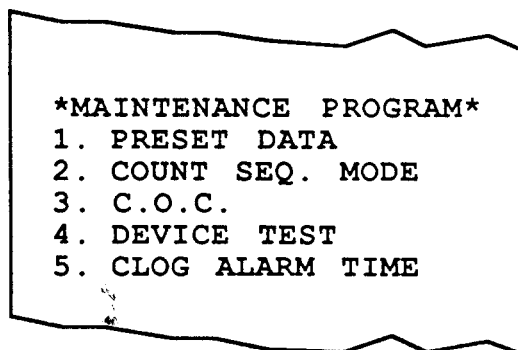 *MAINTENANCE PROGRAM*
1. PRESET DATA
2. COUNT SEQ. MODE
3. C.O.C.
4. DEVICE TEST
5. CLOG ALARM TIME